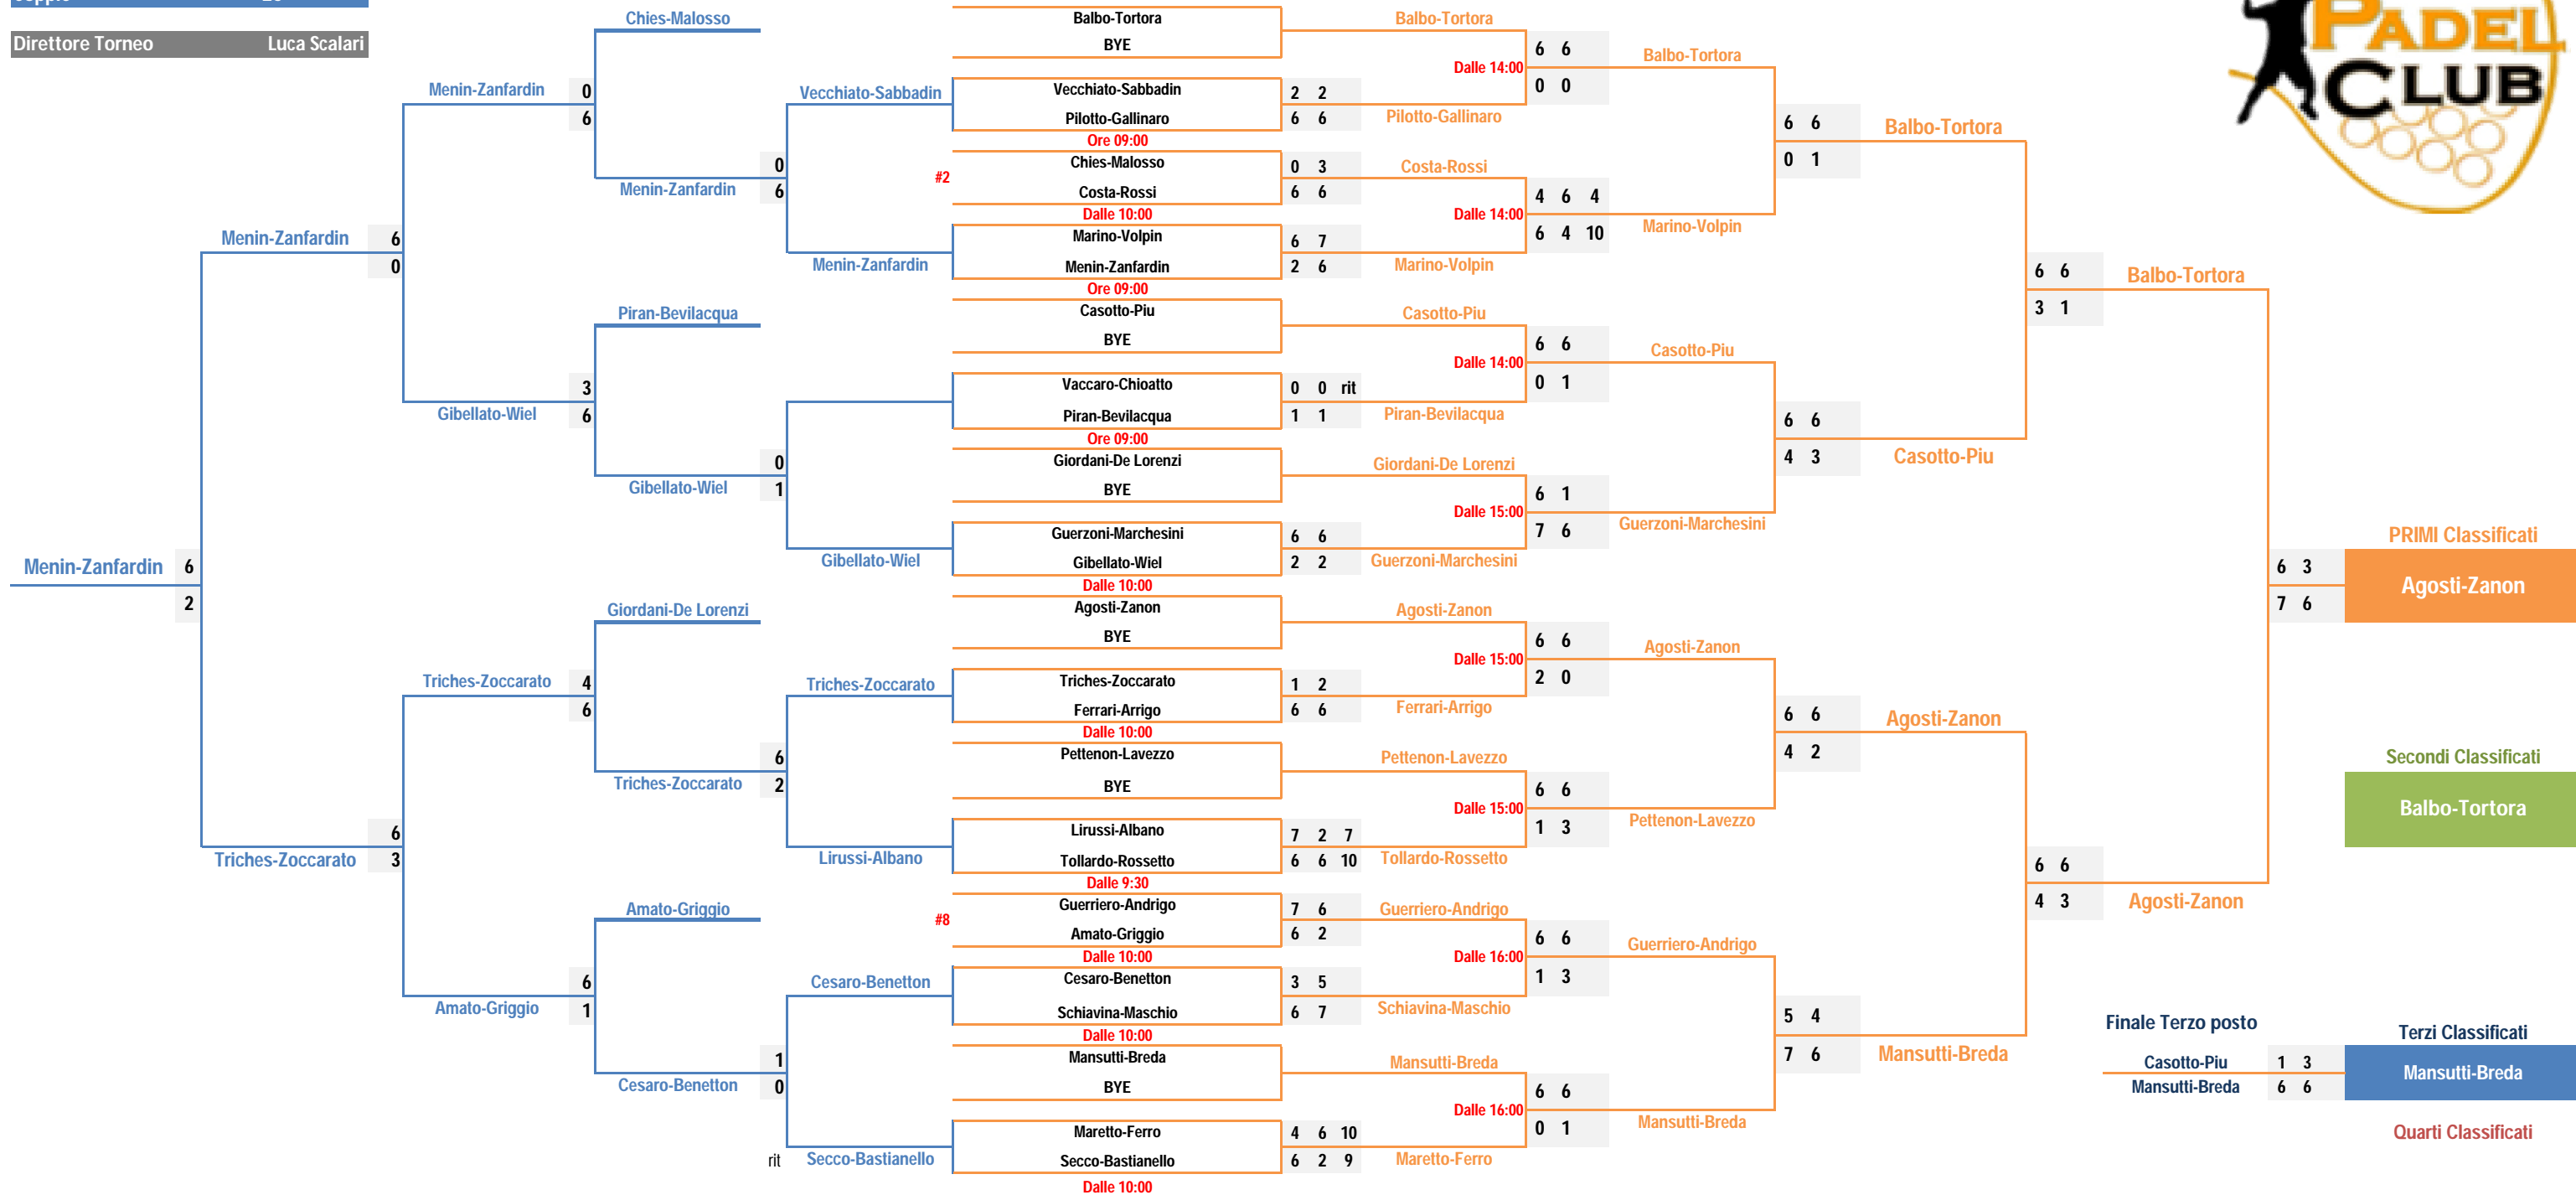 Direttore Torneo Luca Scalari
PADEL
CLUB
Menin-Zanfardin
6
2
Menin-Zanfardin
6
0
Triches-Zoccarato
6
3
Menin-Zanfardin
0
6
Gibellato-Wiel
3
6
Triches-Zoccarato
4
6
Amato-Griggio
6
1
Chies-Malosso
Menin-Zanfardin
0
6
Piran-Bevilacqua
Gibellato-Wiel
0
1
Giordani-De Lorenzi
Triches-Zoccarato
6
2
Amato-Griggio
Cesaro-Benetton
1
0
Vecchiato-Sabbadin
Menin-Zanfardin
Gibellato-Wiel
Triches-Zoccarato
Lirussi-Albano
Cesaro-Benetton
rit Secco-Bastianello
Balbo-Tortora
BYE
Vecchiato-Sabbadin 2 2
Pilotto-Gallinaro 6 6
Ore 09:00
#2
Chies-Malosso 0 3
Costa-Rossi 6 6
Dalle 10:00
Marino-Volpin 6 7
Menin-Zanfardin 2 6
Ore 09:00
Casotto-Piu
BYE
Vaccaro-Chioatto 0 0 rit
Piran-Bevilacqua 1 1
Ore 09:00
Giordani-De Lorenzi
BYE
Guerzoni-Marchesini 6 6
Gibellato-Wiel 2 2
Dalle 10:00
Agosti-Zanon
BYE
Triches-Zoccarato 1 2
Ferrari-Arrigo 6 6
Dalle 10:00
Pettenon-Lavezzo
BYE
Lirussi-Albano 7 2 7
Tollardo-Rossetto 6 6 10
Dalle 9:30
#8
Guerriero-Andrigo 7 6
Amato-Griggio 6 2
Dalle 10:00
Cesaro-Benetton 3 5
Schiavina-Maschio 6 7
Dalle 10:00
Mansutti-Breda
BYE
Maretto-Ferro 4 6 10
Secco-Bastianello 6 2 9
Dalle 10:00
Balbo-Tortora
6 6
Dalle 14:00
0 0
Pilotto-Gallinaro
Costa-Rossi
4 6 4
Dalle 14:00
6 4 10
Marino-Volpin
Casotto-Piu
6 6
Dalle 14:00
0 1
Piran-Bevilacqua
Giordani-De Lorenzi
6 1
Dalle 15:00
7 6
Guerzoni-Marchesini
Agosti-Zanon
6 6
Dalle 15:00
2 0
Ferrari-Arrigo
Pettenon-Lavezzo
6 6
Dalle 15:00
1 3
Tollardo-Rossetto
Guerriero-Andrigo
6 6
Dalle 16:00
1 3
Schiavina-Maschio
Mansutti-Breda
6 6
Dalle 16:00
0 1
Maretto-Ferro
Balbo-Tortora
6 6
0 1
Marino-Volpin
Casotto-Piu
6 6
4 3
Guerzoni-Marchesini
Agosti-Zanon
6 6
4 2
Pettenon-Lavezzo
Guerriero-Andrigo
5 4
7 6
Mansutti-Breda
Balbo-Tortora
6 6
3 1
Casotto-Piu
Agosti-Zanon
6 6
4 3
Mansutti-Breda
Balbo-Tortora
6 3
7 6
Agosti-Zanon
PRIMI Classificati
Agosti-Zanon
Secondi Classificati
Balbo-Tortora
Finale Terzo posto
Casotto-Piu 1 3
Mansutti-Breda 6 6
Terzi Classificati
Mansutti-Breda
Quarti Classificati